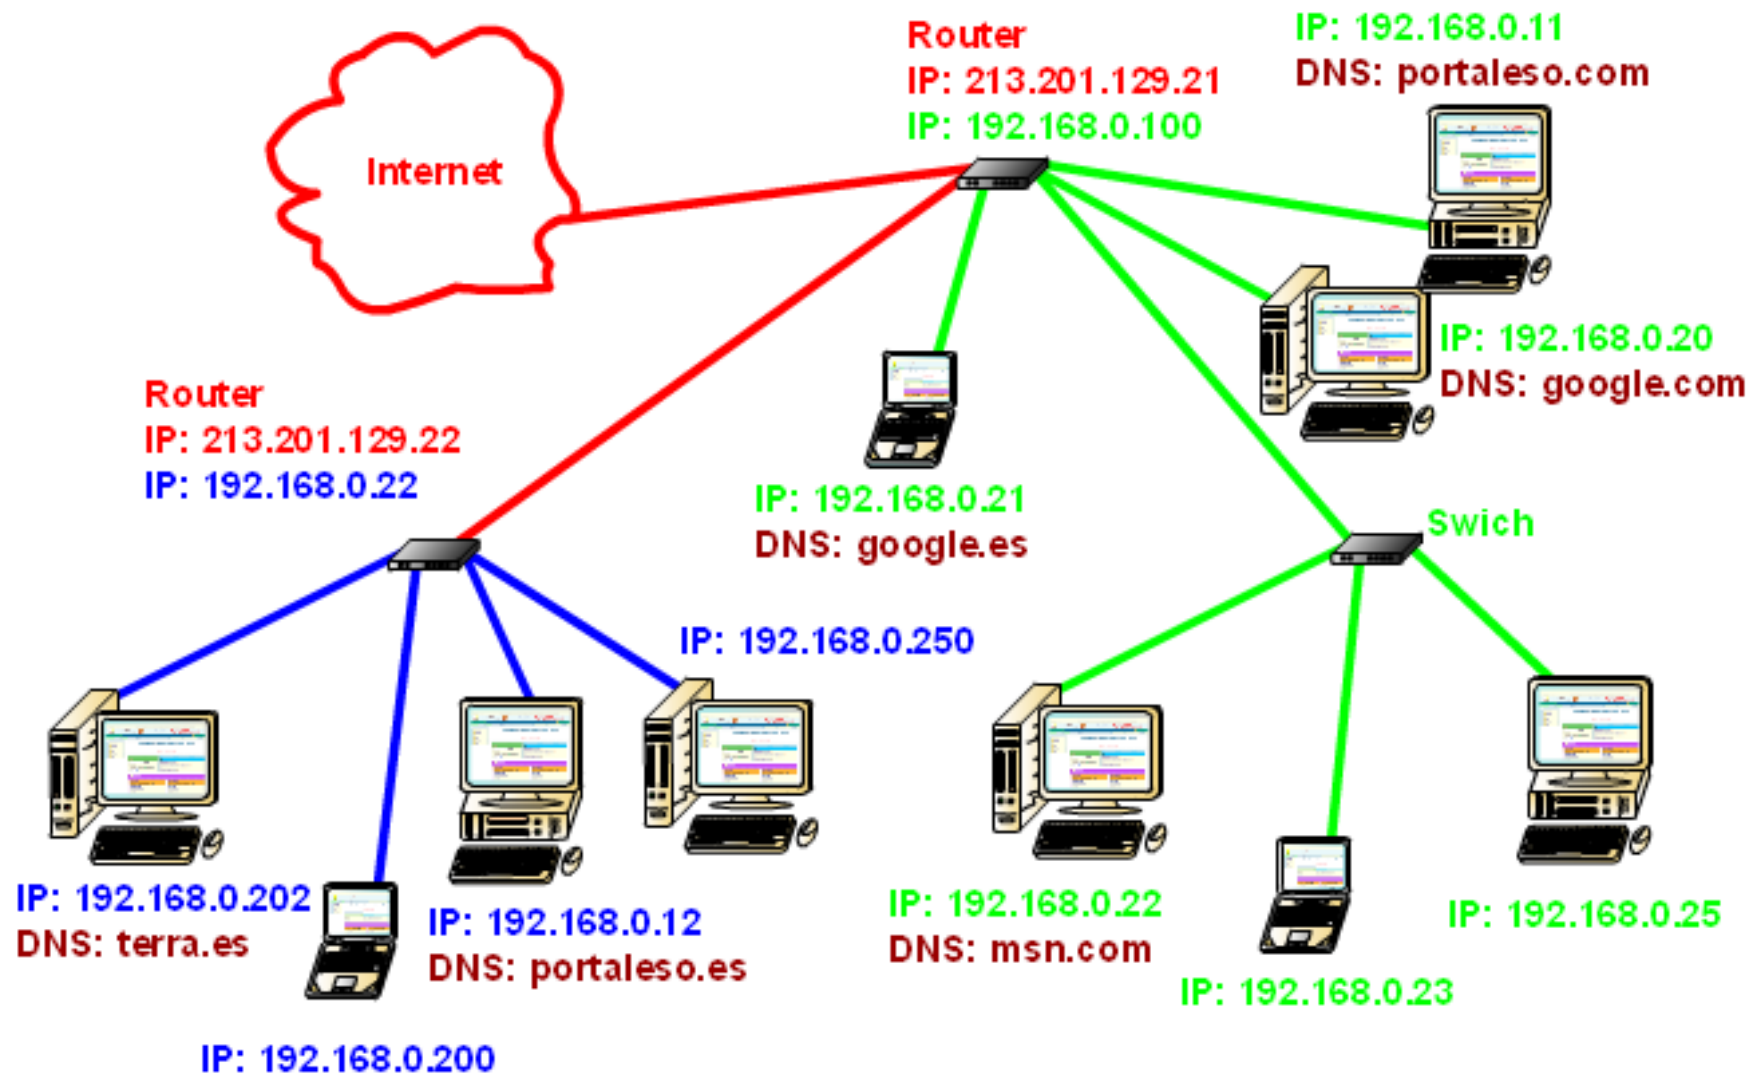 Internet
Router
IP: 213.201.129.21
IP: 192.168.0.100
IP: 192.168.0.11
DNS: portaleso.com
IP: 192.168.0.20
DNS: google.com
Router
IP: 213.201.129.22
IP: 192.168.0.22
IP: 192.168.0.21
DNS: google.es
Swich
IP: 192.168.0.250
IP: 192.168.0.202
DNS: terra.es
IP: 192.168.0.12
DNS: portaleso.es
IP: 192.168.0.22
DNS: msn.com
IP: 192.168.0.25
IP: 192.168.0.23
IP: 192.168.0.200